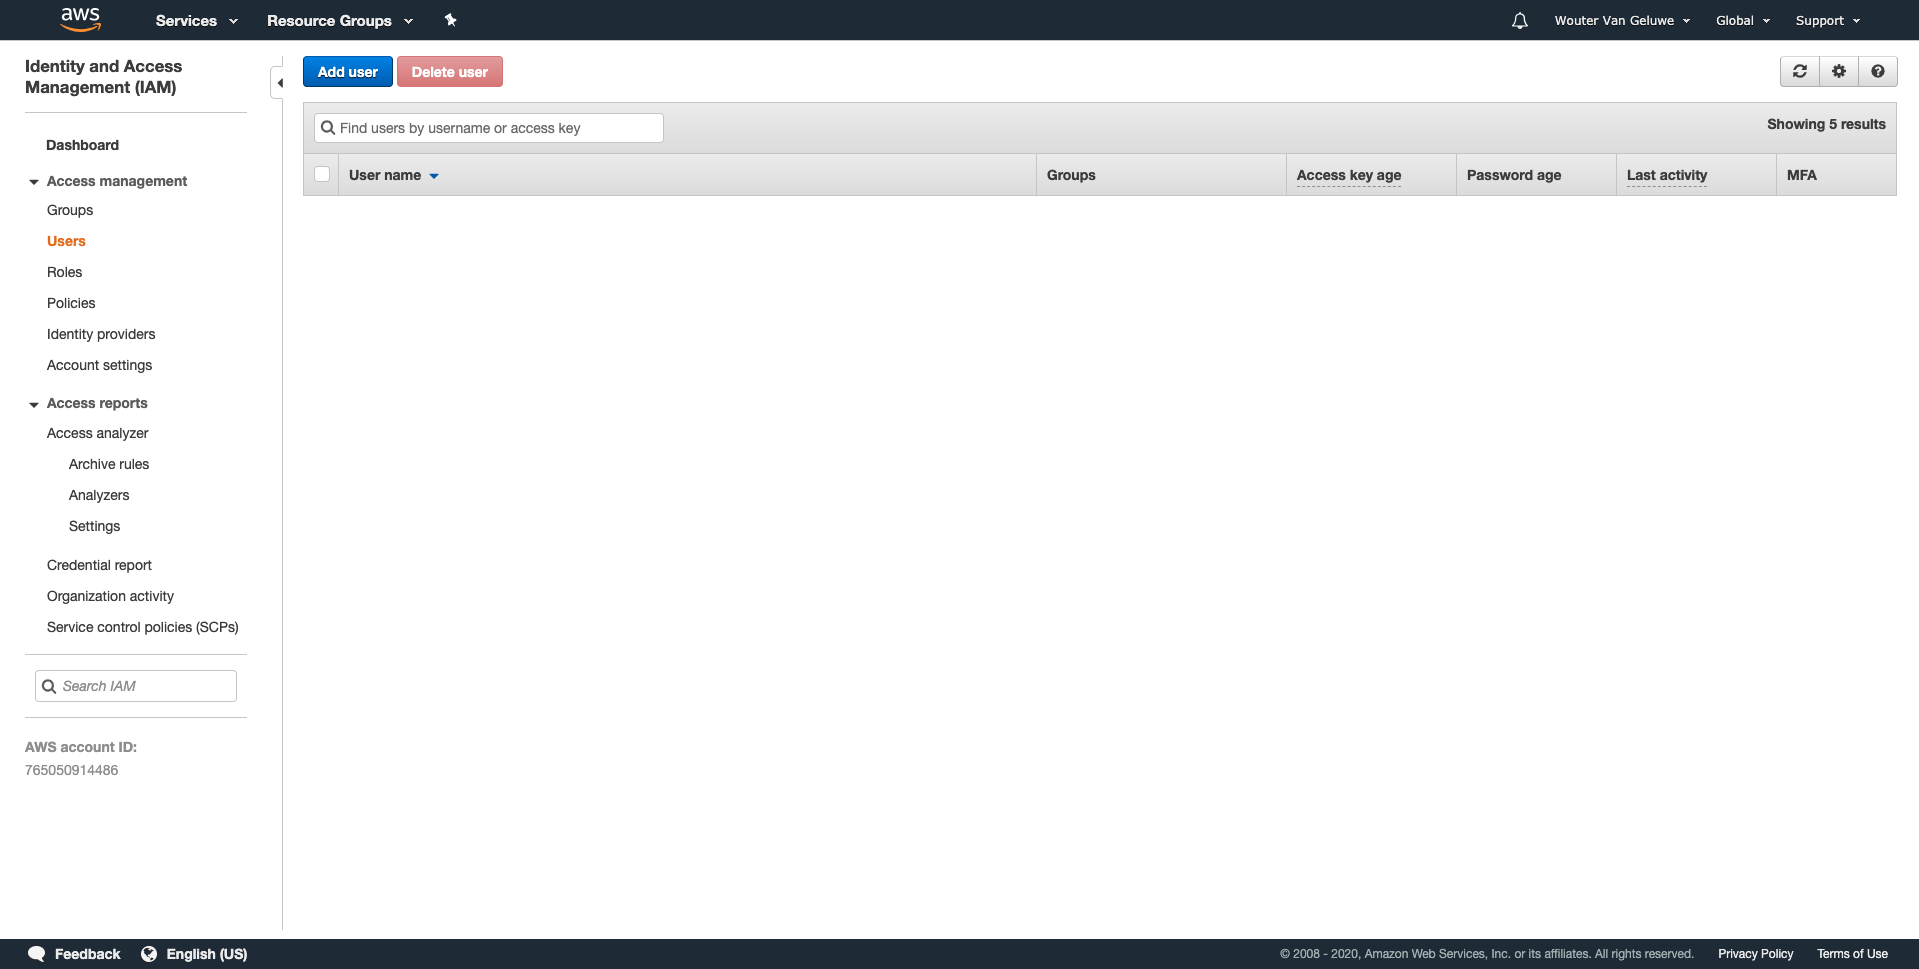 aws Services Resource Groups Wouter Van Geluwe Global Support
Identity and Access
Management (IAM)
Dashboard
Access management
Groups
Users
Roles
Policies
Identity providers
Account settings
Access reports
Access analyzer
Archive rules
Analyzers
Settings
Credential report
Organization activity
Service control policies (SCPs)
Search IAM
AWS account ID:
765050914486
Add user Delete user
Find users by username or access key Showing 5 results
User name Groups Access key age Password age Last activity MFA
Feedback English (US) © 2008 - 2020, Amazon Web Services, Inc. or its affiliates. All rights reserved. Privacy Policy Terms of Use